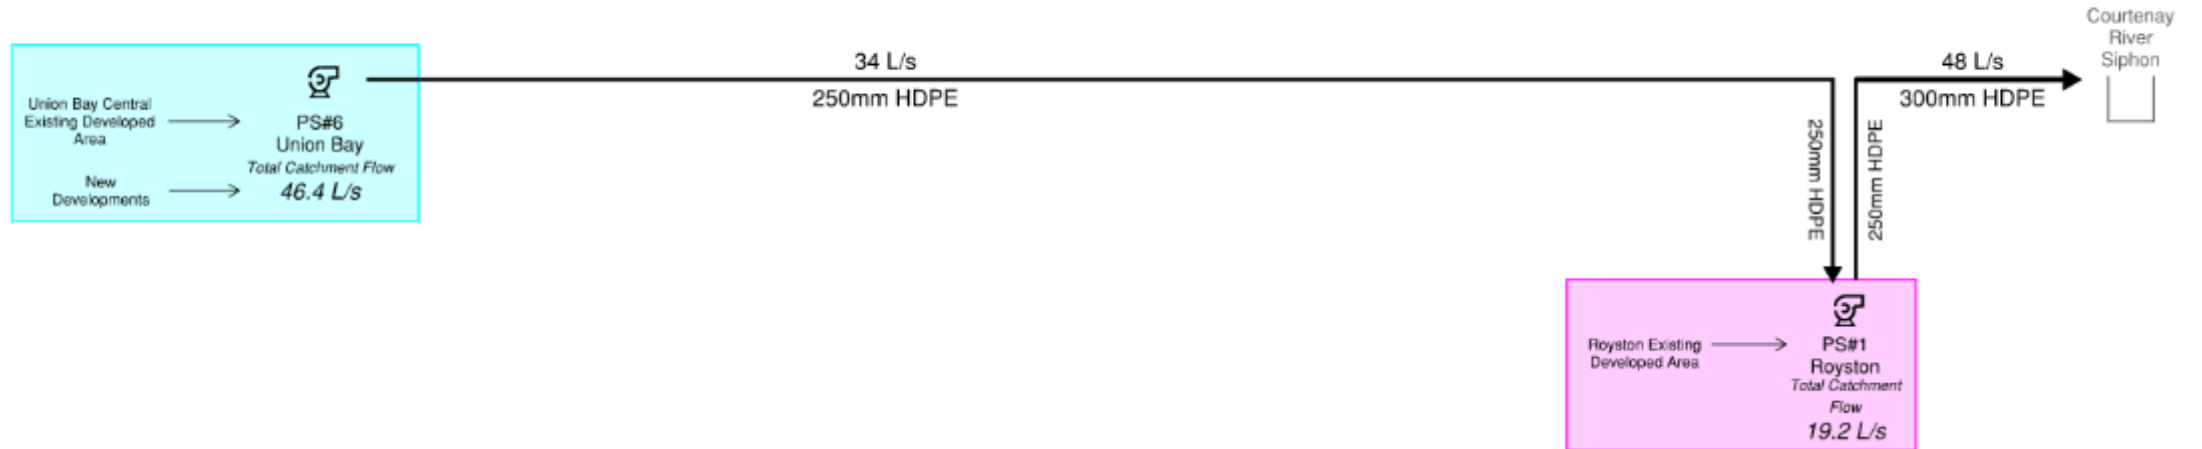 Union Bay Central
Existing Developed
Area
New
Developments
PS#6
Union Bay
Total Catchment Flow
46.4 L/s
34 L/s
250mm HDPE
250mm HDPE
250mm HDPE
48 L/s
300mm HDPE
Courtenay
River
Siphon
Royston Existing
Developed Area
PS#1
Royston
Total Catchment
Flow
19.2 L/s